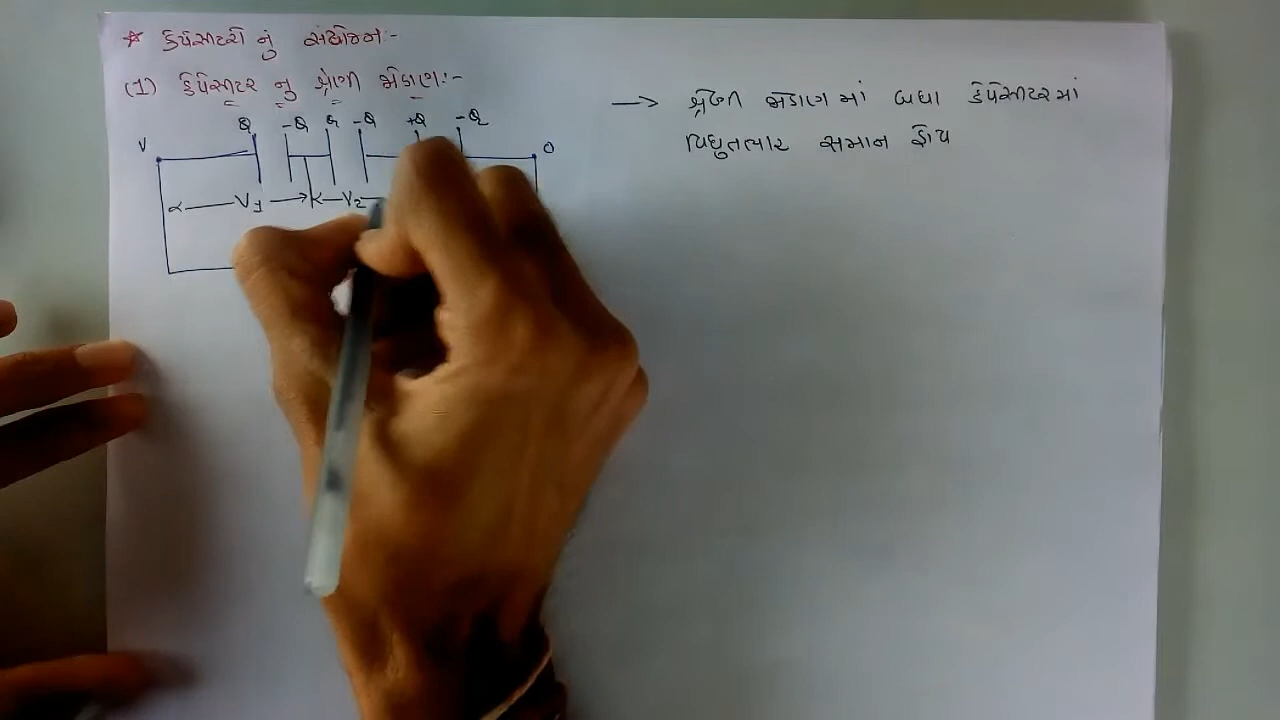 * કેપેસીટરો નું સંયોજન:-
(1) કેપેસીટર નુ શ્રેણી જોડાણ:-
Q -Q Q -Q +Q -Q
V 0
V1 V2
→ શ્રેણી જોડાણ માં બધા કેપેસીટરમાં
વિધુતભાર સમાન હોય